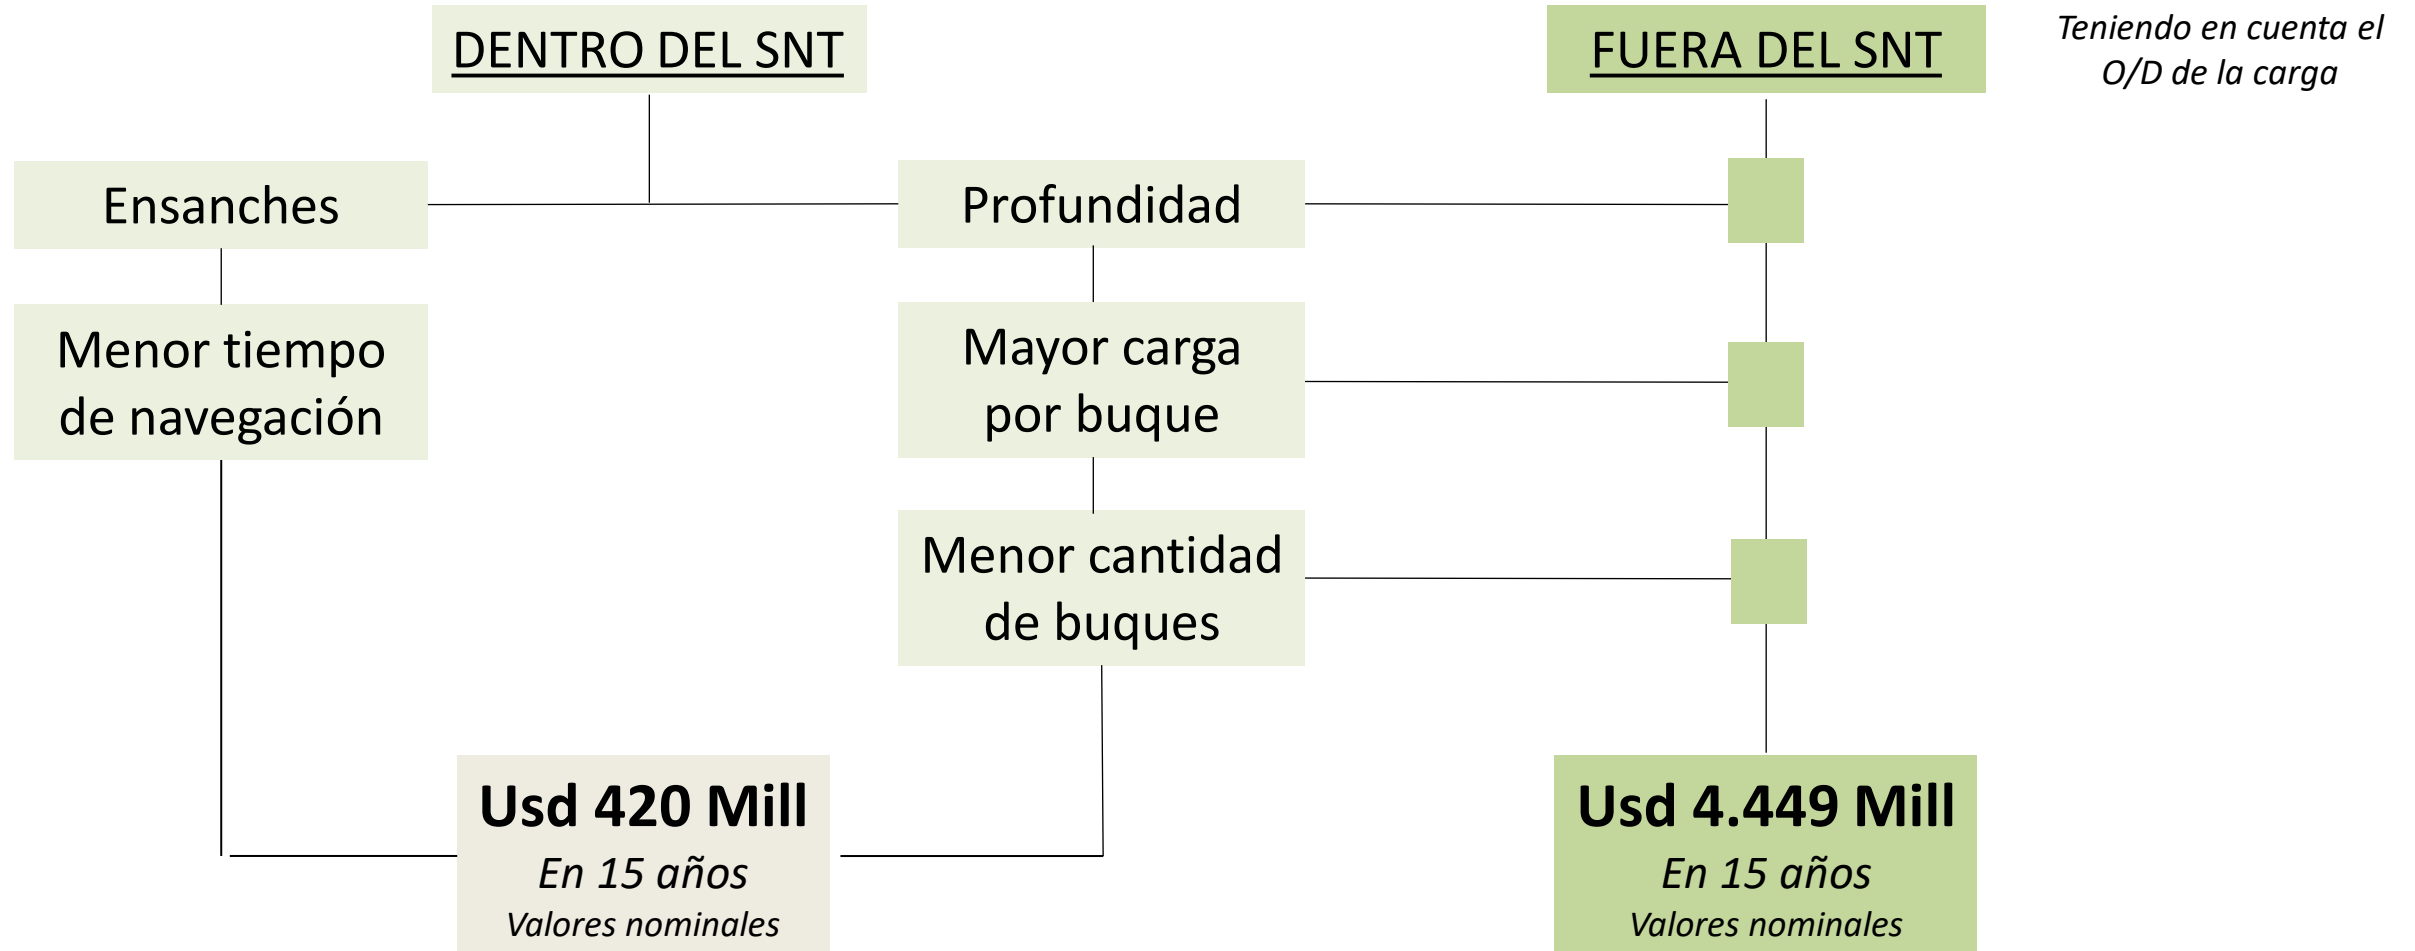 DENTRO DEL SNT
FUERA DEL SNT
Teniendo en cuenta el
O/D de la carga
Ensanches
Profundidad
Menor tiempo
de navegación
Mayor carga
por buque
Menor cantidad
de buques
Usd 420 Mill
En 15 años
Valores nominales
Usd 4.449 Mill
En 15 años
Valores nominales